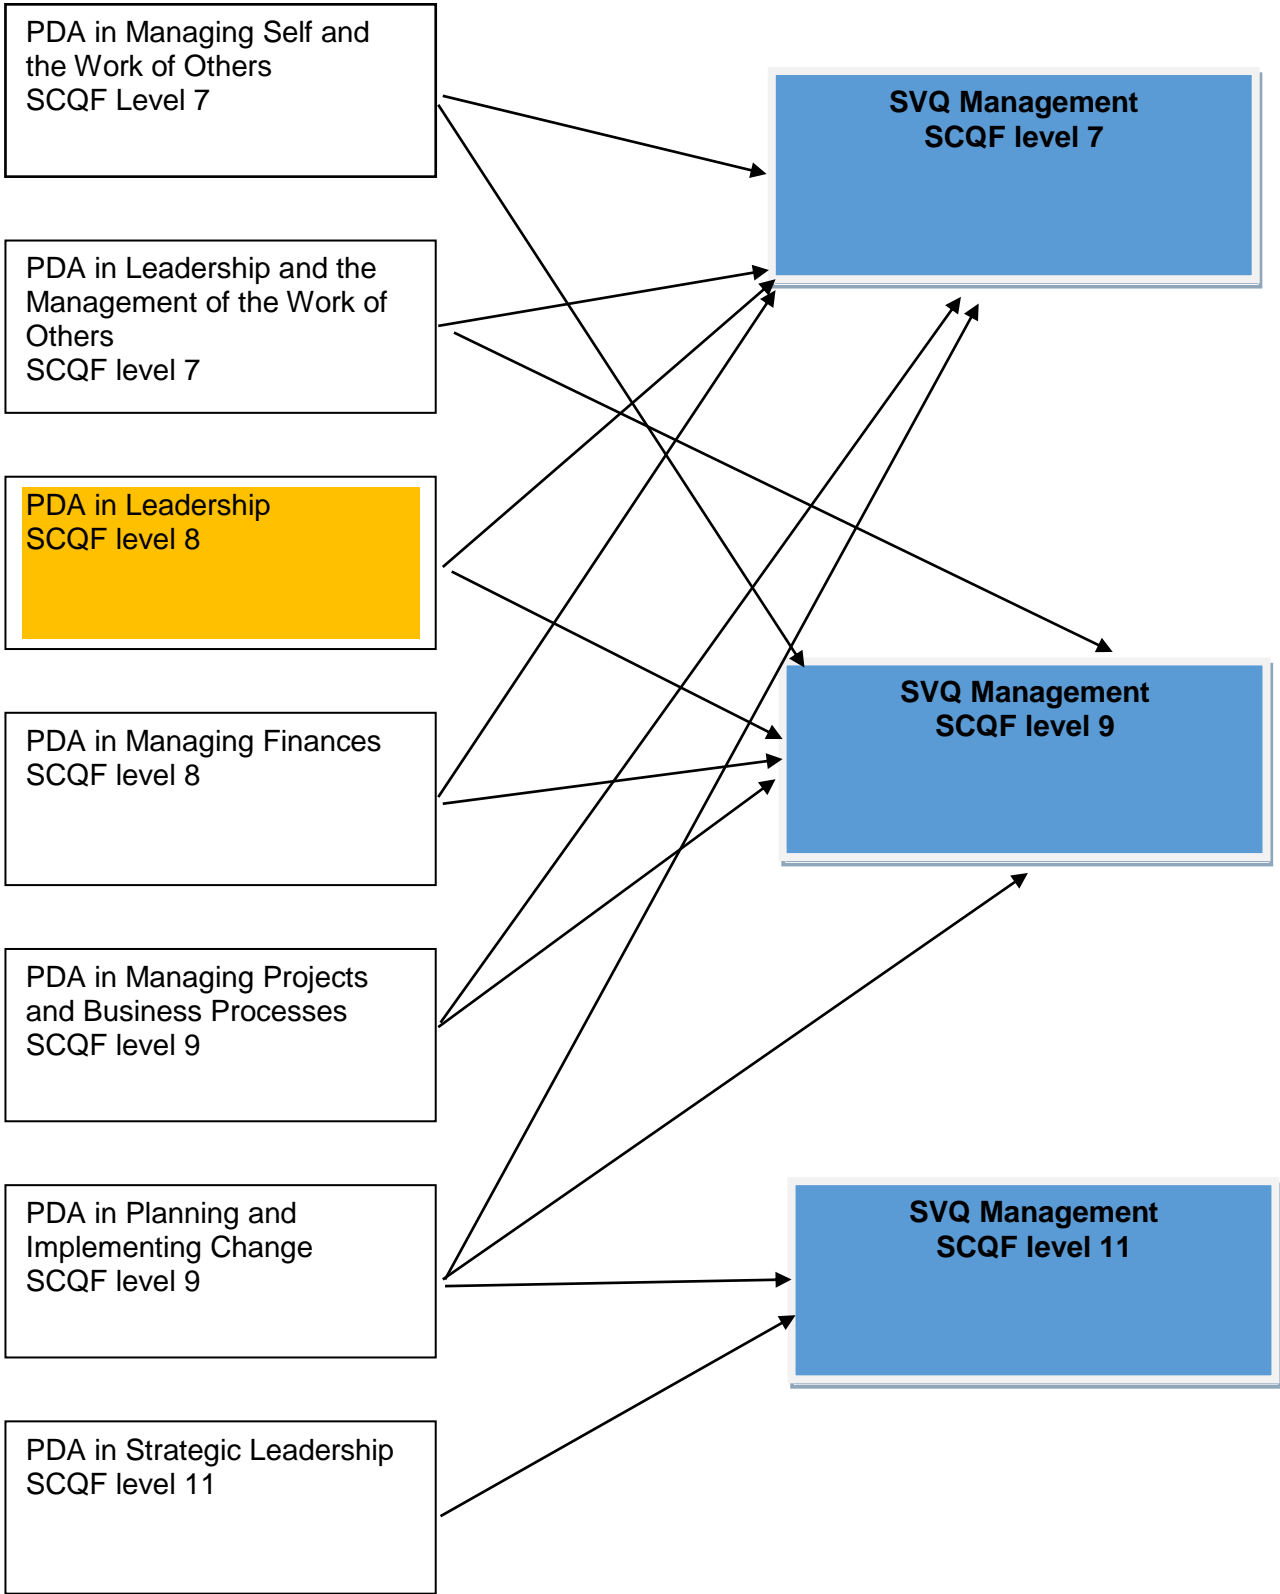 PDA in Managing Self and
the Work of Others
SCQF Level 7
SVQ Management
SCQF level 7
PDA in Leadership and the
Management of the Work of
Others
SCQF level 7
PDA in Leadership
SCQF level 8
SVQ Management
SCQF level 9
PDA in Managing Finances
SCQF level 8
PDA in Managing Projects
and Business Processes
SCQF level 9
PDA in Planning and
Implementing Change
SCQF level 9
SVQ Management
SCQF level 11
PDA in Strategic Leadership
SCQF level 11